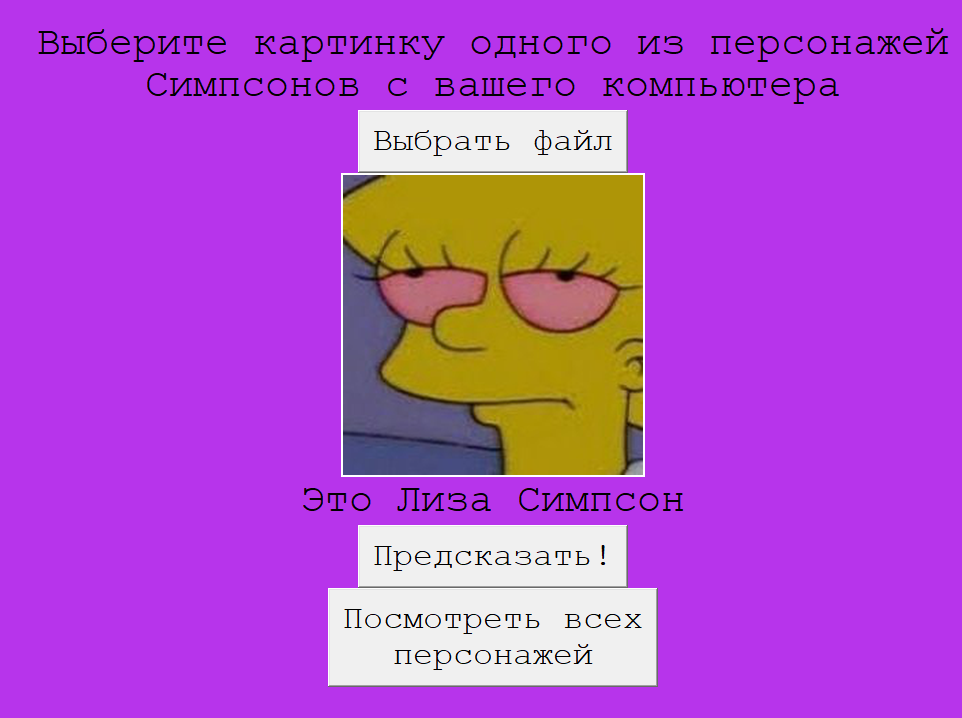 Выберите картинку одного из персонажей
Симпсонов с вашего компьютера
Выбрать файл
Это Лиза Симпсон
Предсказать!
Посмотреть всех
персонажей